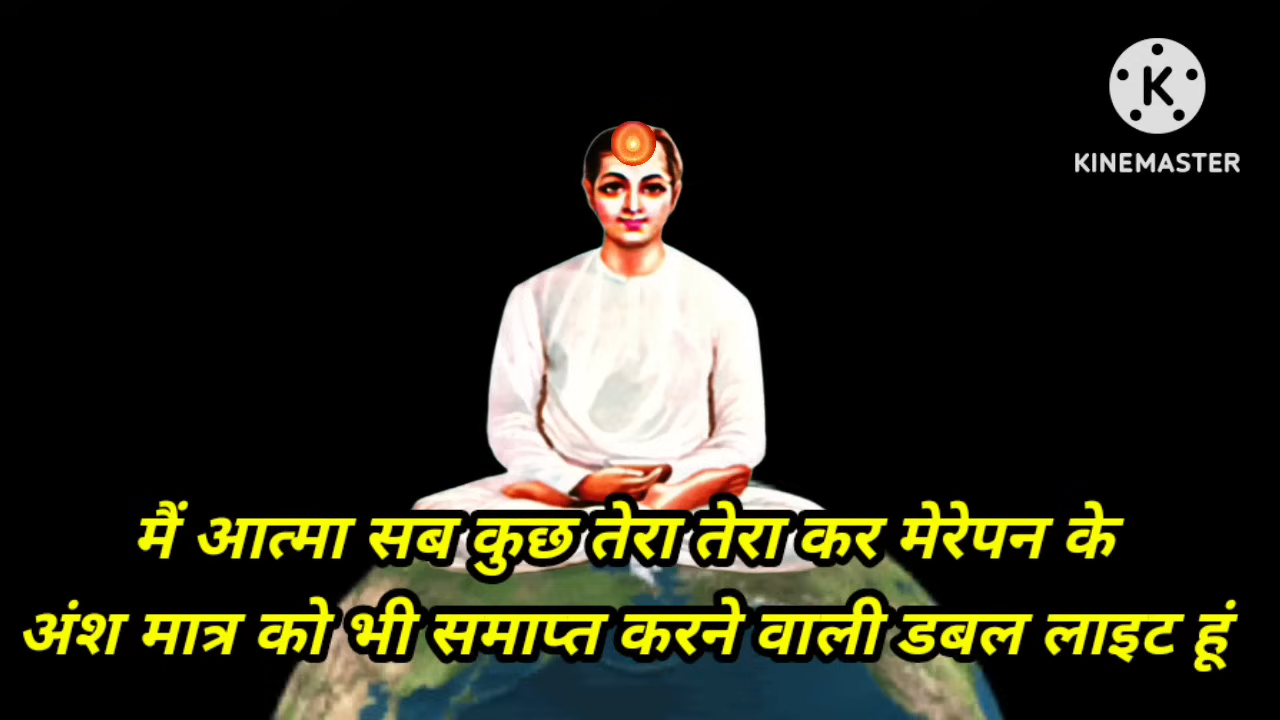 KINEMASTER
मैं आत्मा सब कुछ तेरा तेरा कर मेरेपन के
अंश मात्र को भी समाप्त करने वाली डबल लाइट हूं